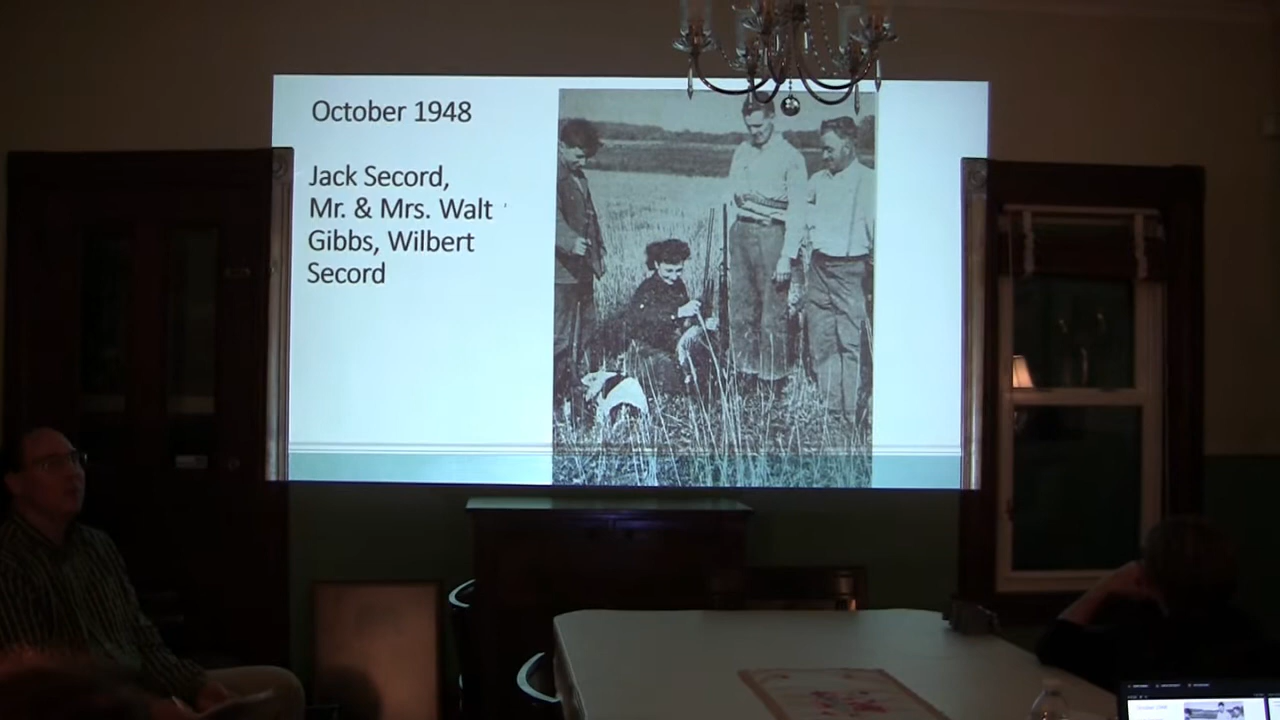 October 1948
Jack Secord,
Mr. & Mrs. Walt
Gibbs, Wilbert
Secord